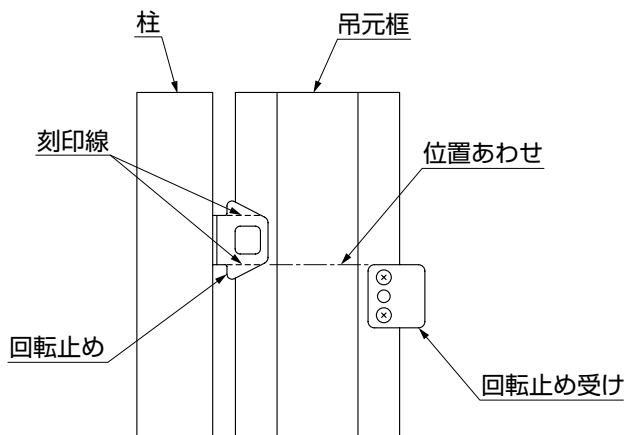 柱
吊元框
刻印線
位置あわせ
回転止め
回転止め受け